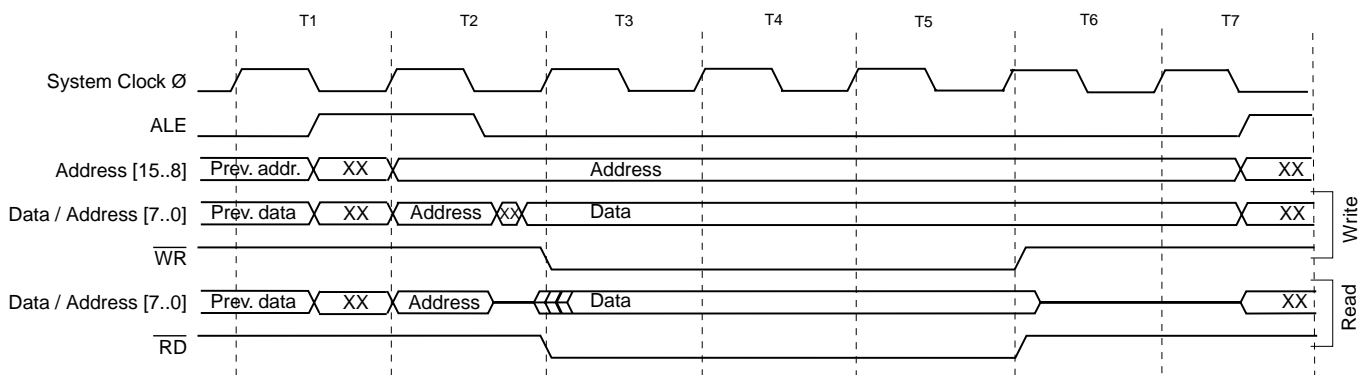 T1 T2 T3 T4 T5 T6 T7
System Clock Ø
ALE
Address [15..8] Prev. addr. XX Address XX
Data / Address [7..0] Prev. data XX Address XX Data XX
WR
Write
Data / Address [7..0] Prev. data XX Address Data XX
RD
Read